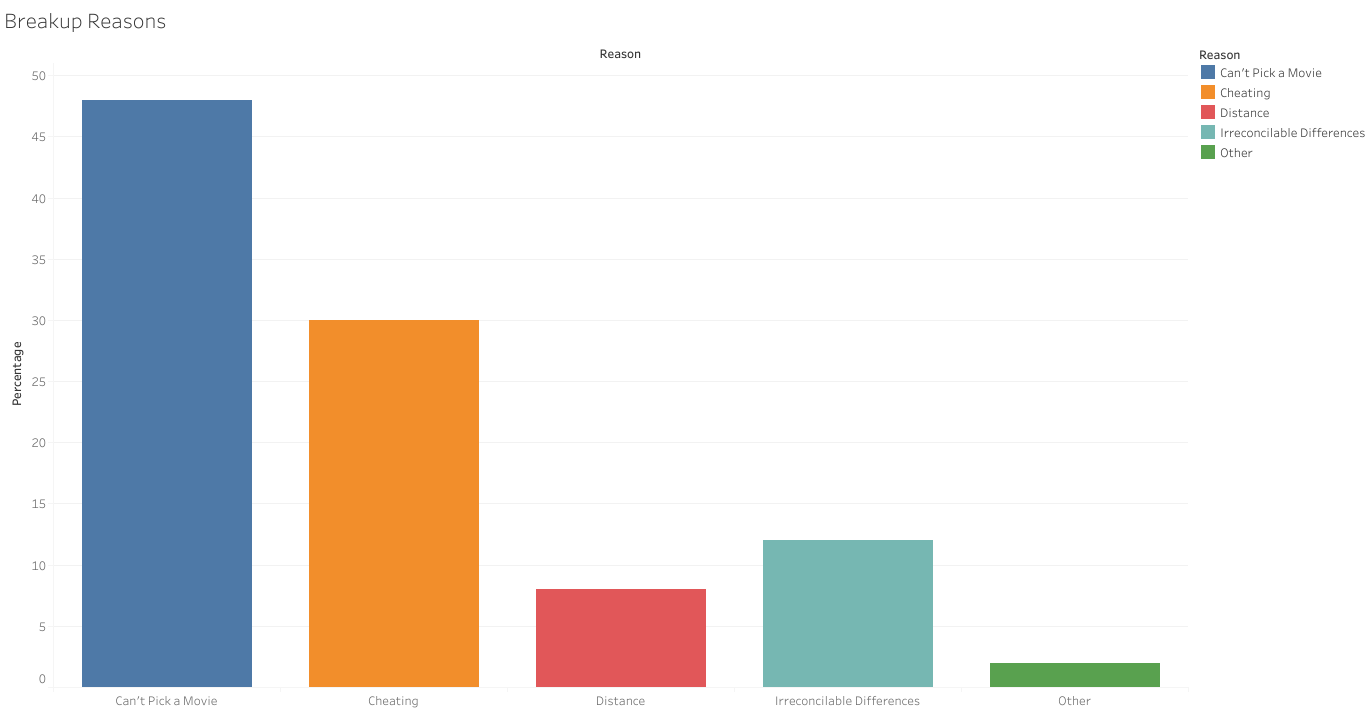 Breakup Reasons
Reason
Percentage
50
45
40
35
30
25
20
15
10
5
0
Can't Pick a Movie
Cheating
Distance
Irreconcilable Differences
Other
Reason
Can't Pick a Movie
Cheating
Distance
Irreconcilable Differences
Other